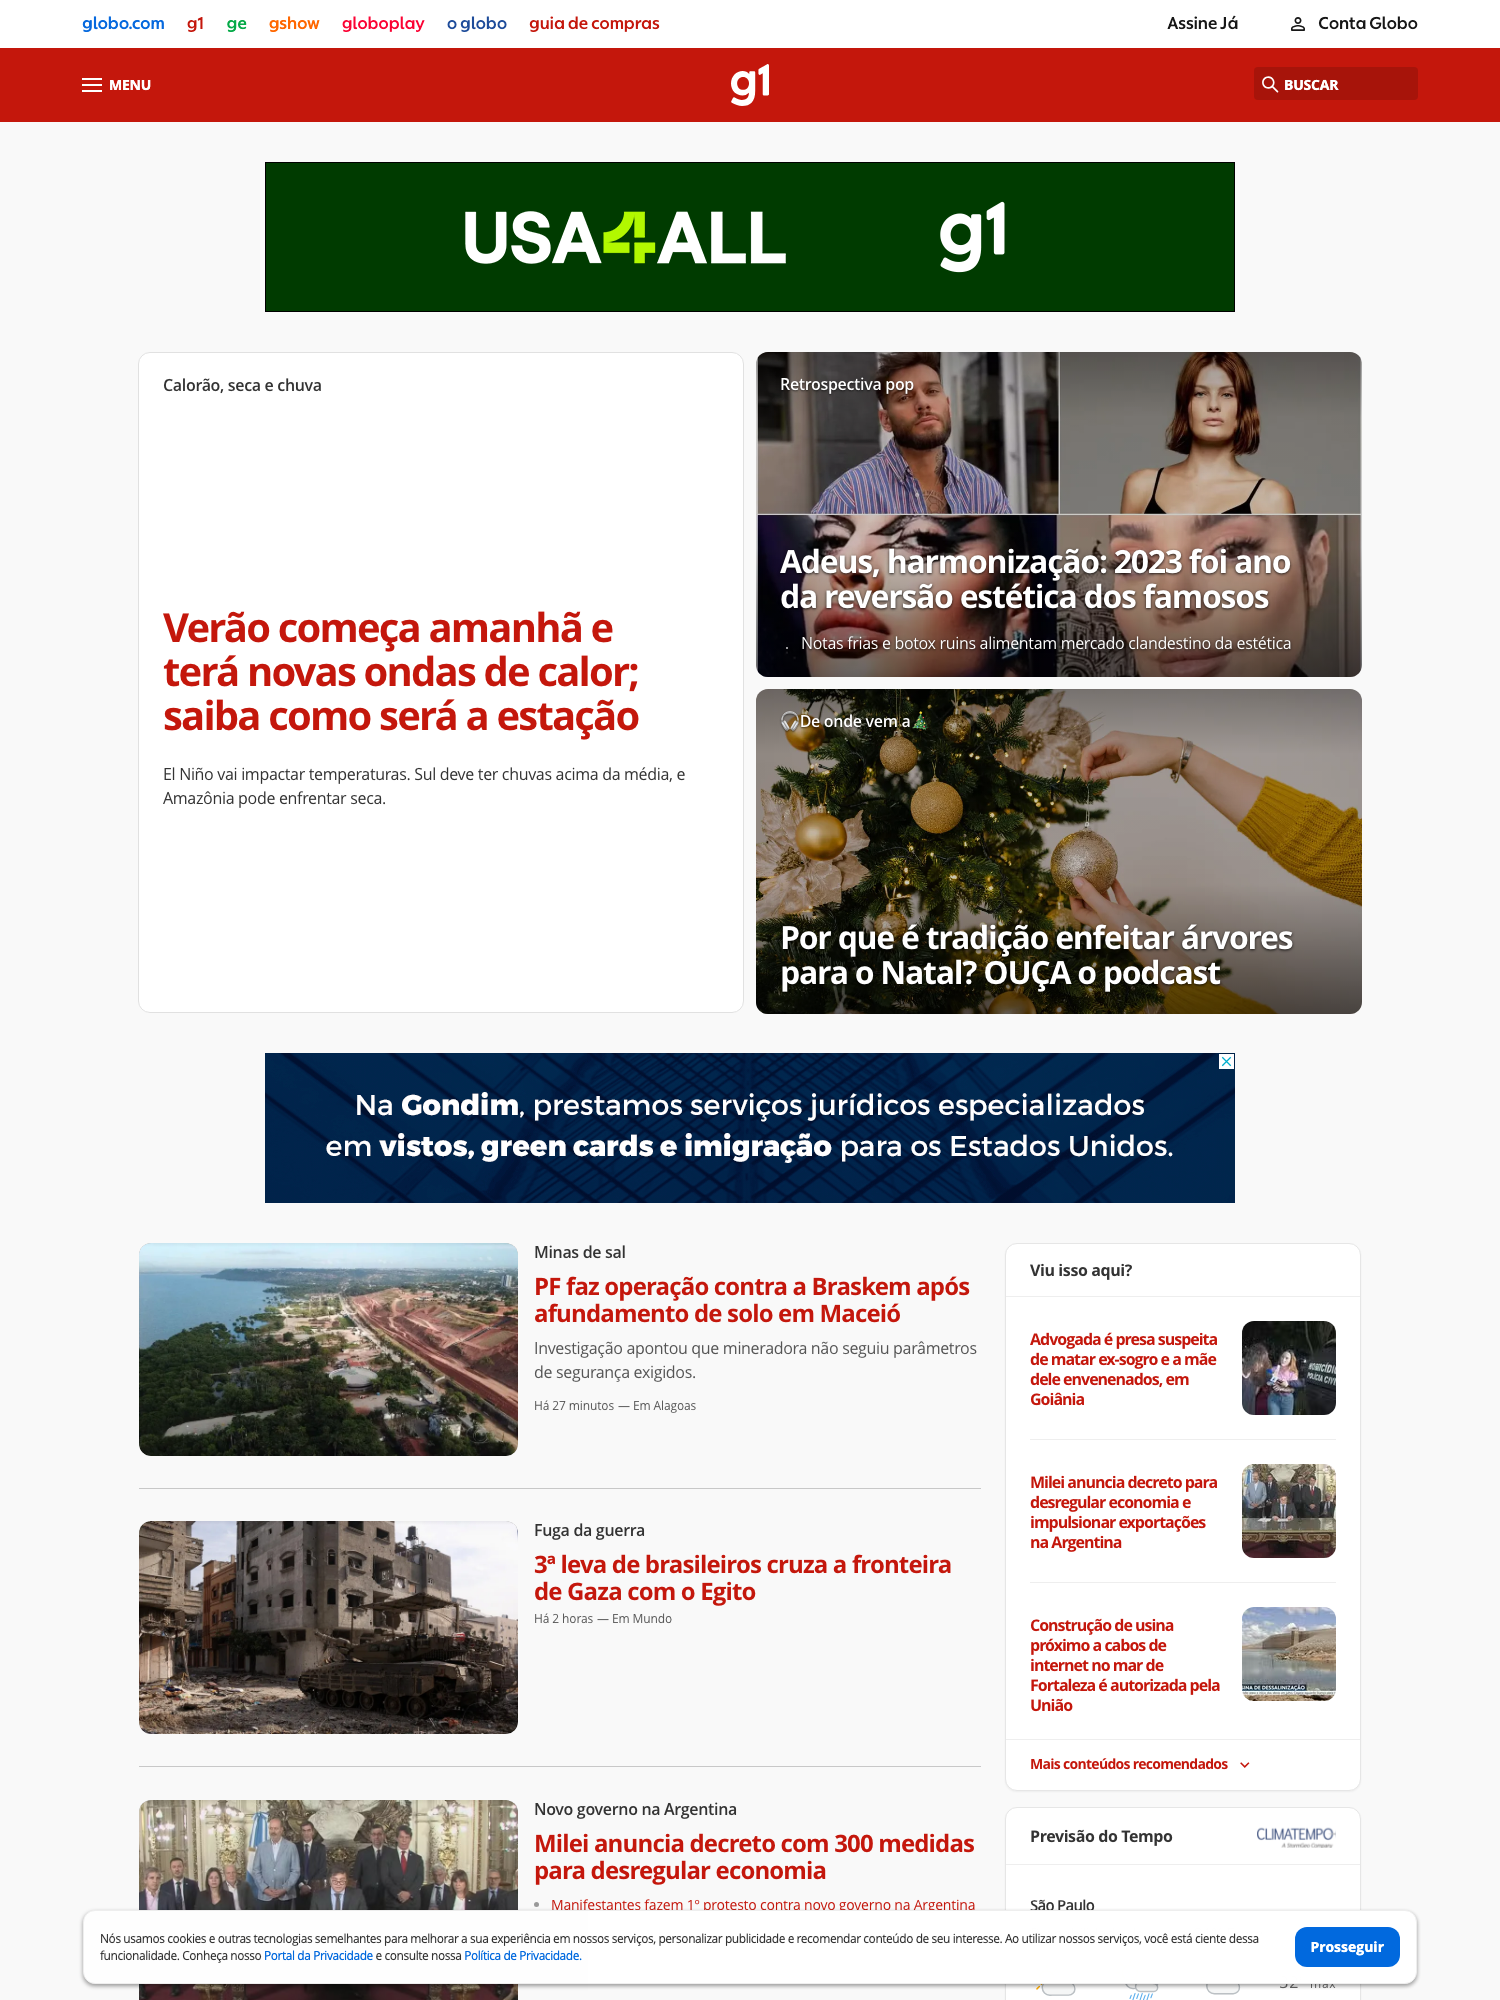 globo.com g1 ge gshow globoplay o globo guia de compras Assine Já Conta Globo
MENU g1 BUSCAR
USA4ALL g1
Calorão, seca e chuva
Verão começa amanhã e
terá novas ondas de calor;
saiba como será a estação
El Niño vai impactar temperaturas. Sul deve ter chuvas acima da média, e
Amazônia pode enfrentar seca.
Retrospectiva pop
Adeus, harmonização: 2023 foi ano
da reversão estética dos famosos
. Notas frias e botox ruins alimentam mercado clandestino da estética
🎧De onde vem a🎄
Por que é tradição enfeitar árvores
para o Natal? OUÇA o podcast
Na Gondim, prestamos serviços jurídicos especializados
em vistos, green cards e imigração para os Estados Unidos.
Minas de sal
PF faz operação contra a Braskem após
afundamento de solo em Maceió
Investigação apontou que mineradora não seguiu parâmetros
de segurança exigidos.
Há 27 minutos — Em Alagoas
Fuga da guerra
3ª leva de brasileiros cruza a fronteira
de Gaza com o Egito
Há 2 horas — Em Mundo
Novo governo na Argentina
Milei anuncia decreto com 300 medidas
para desregular economia
• Manifestantes fazem 1º protesto contra novo governo na Argentina
Viu isso aqui?
Advogada é presa suspeita
de matar ex-sogro e a mãe
dele envenenados, em
Goiânia
Milei anuncia decreto para
desregular economia e
impulsionar exportações
na Argentina
Construção de usina
próximo a cabos de
internet no mar de
Fortaleza é autorizada pela
União
Mais conteúdos recomendados
Previsão do Tempo CLIMATEMPO
São Paulo
Nós usamos cookies e outras tecnologias semelhantes para melhorar a sua experiência em nossos serviços, personalizar publicidade e recomendar conteúdo de seu interesse. Ao utilizar nossos serviços, você está ciente dessa
funcionalidade. Conheça nosso Portal da Privacidade e consulte nossa Política de Privacidade.
Prosseguir